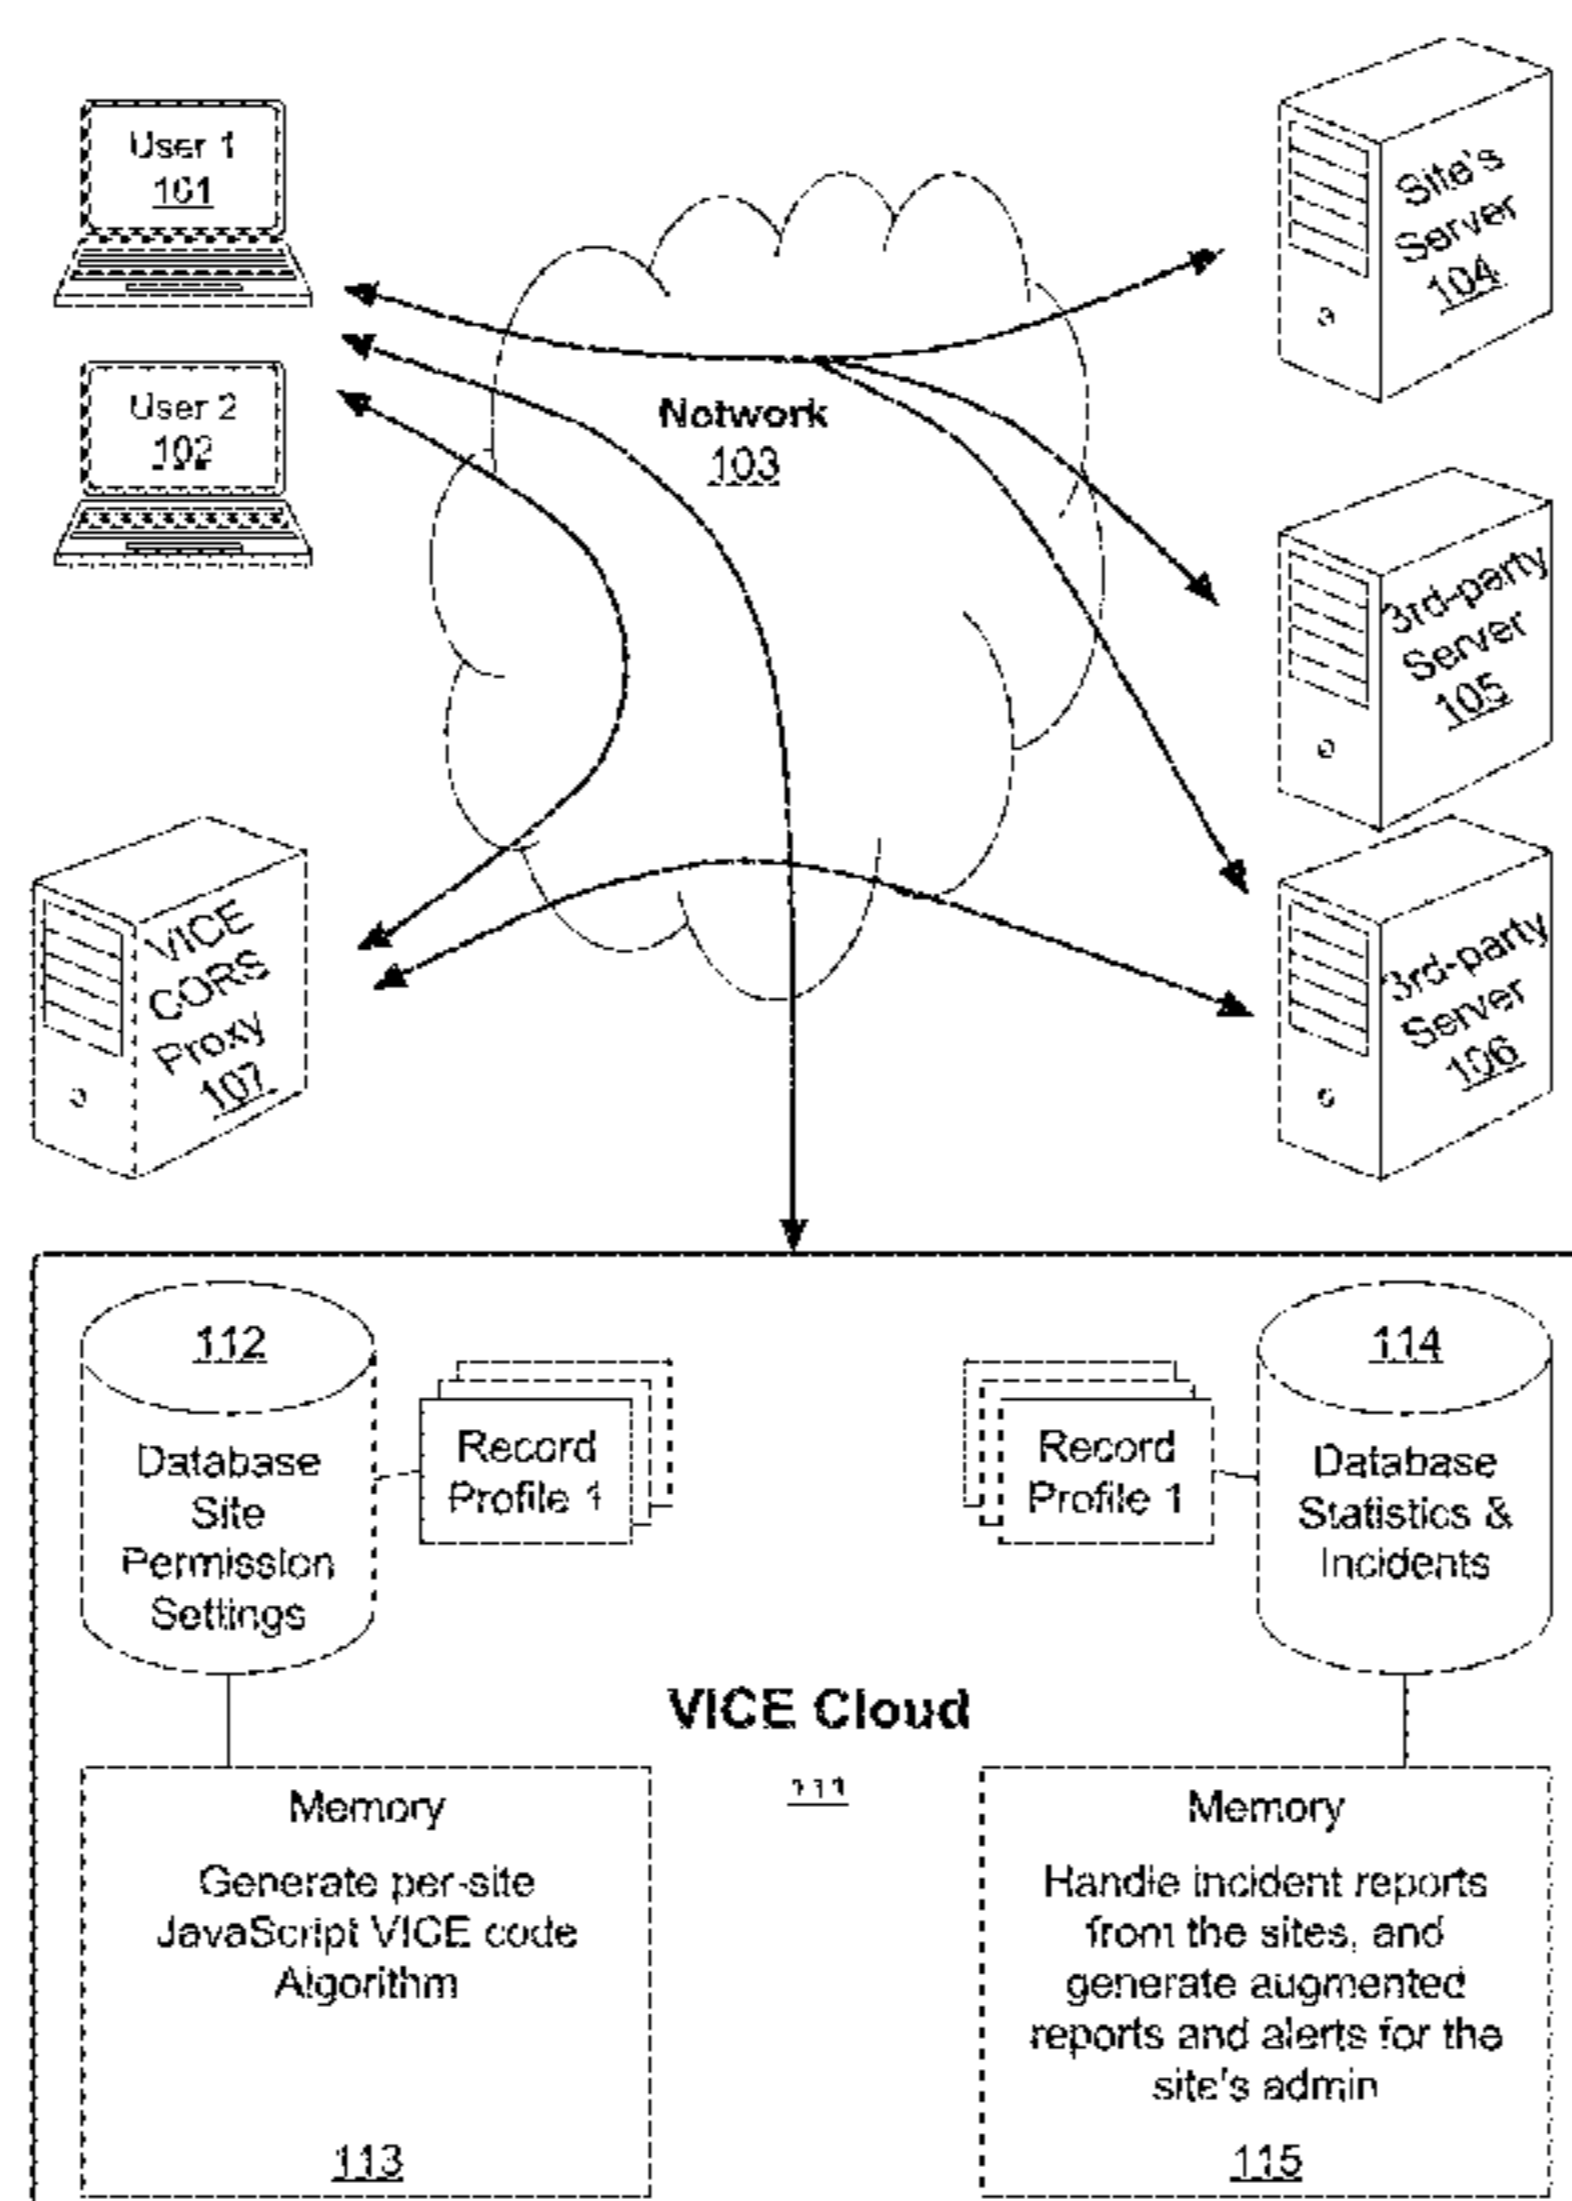 User 1
101
User 2
102
Network
103
Site's
Server
104
3rd-party
Server
105
3rd-party
Server
106
VICE
CORS
Proxy
107
112
Database
Site
Permission
Settings
Record
Profile 1
Record
Profile 1
114
Database
Statistics &
Incidents
VICE Cloud
111
Memory
Generate per-site
JavaScript VICE code
Algorithm
113
Memory
Handle incident reports
from the sites, and
generate augmented
reports and alerts for the
site's admin
115